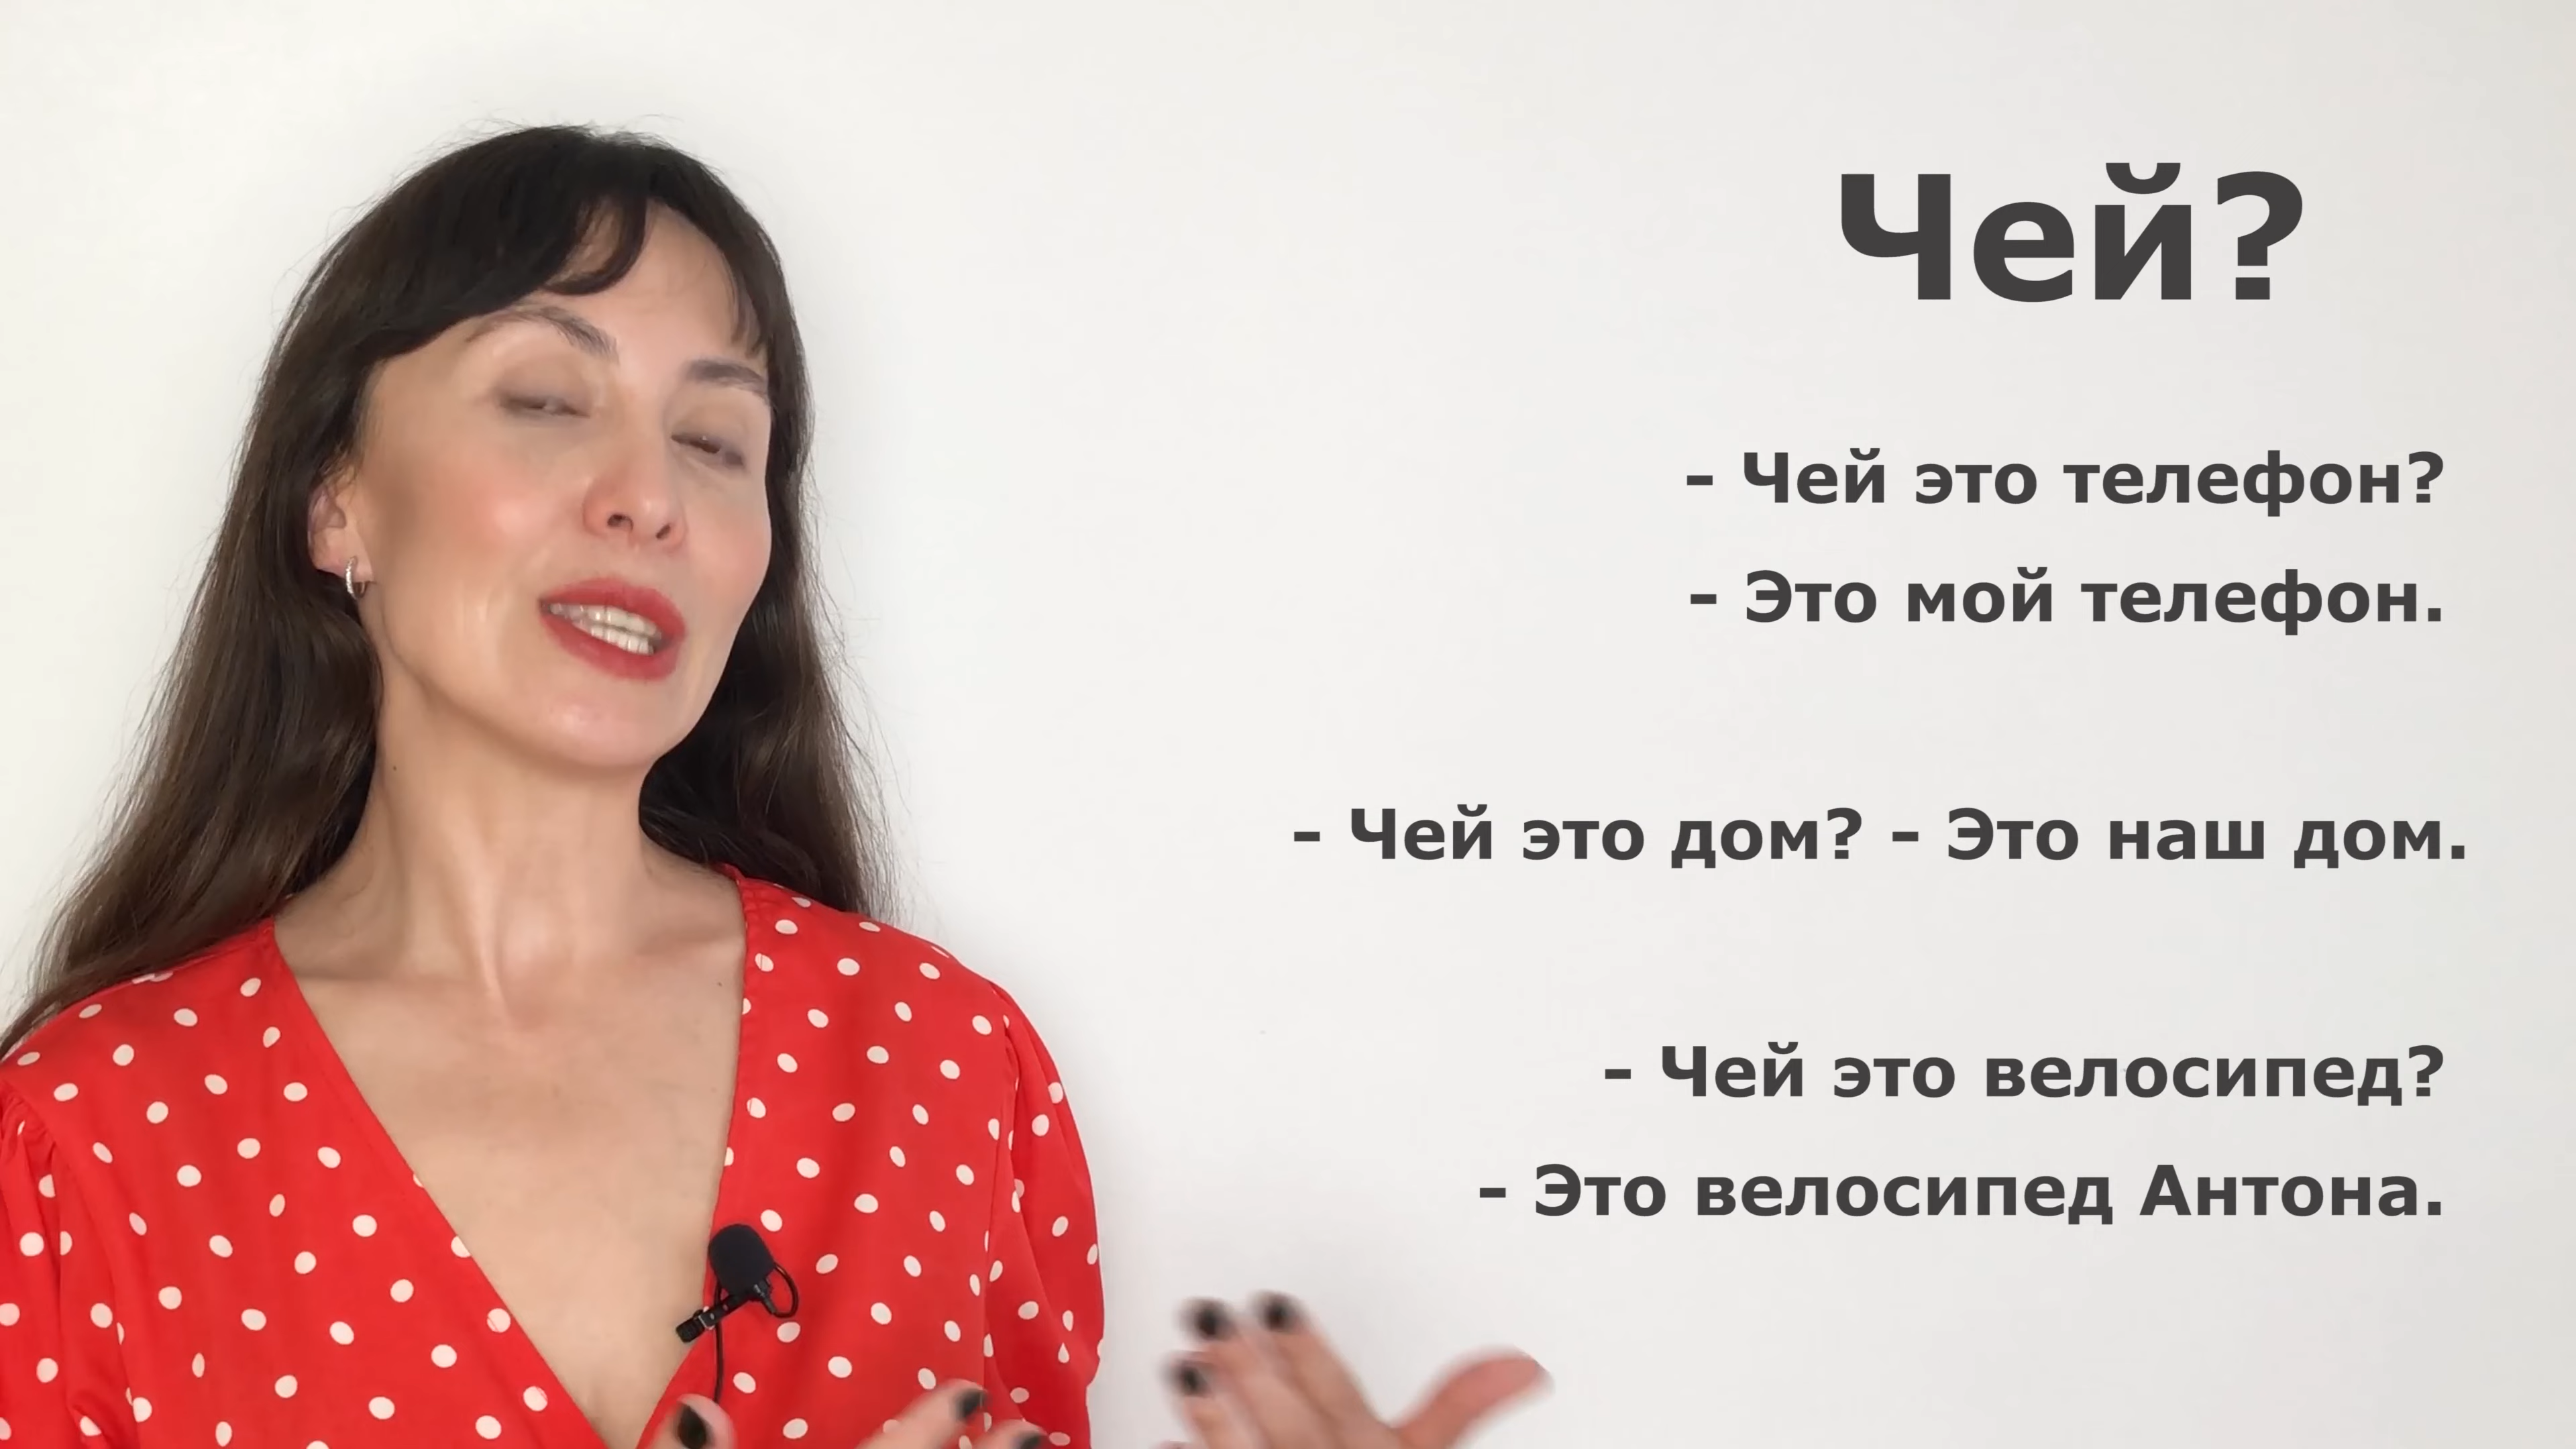 Чей?
- Чей это телефон?
- Это мой телефон.
- Чей это дом? - Это наш дом.
- Чей это велосипед?
- Это велосипед Антона.